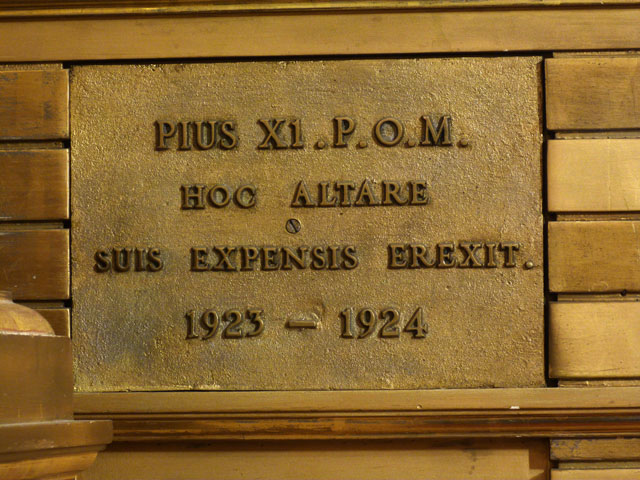 PIUS XI . P . O . M .
HOC ALTARE
SUIS EXPENSIS EREXIT .
1923 – 1924